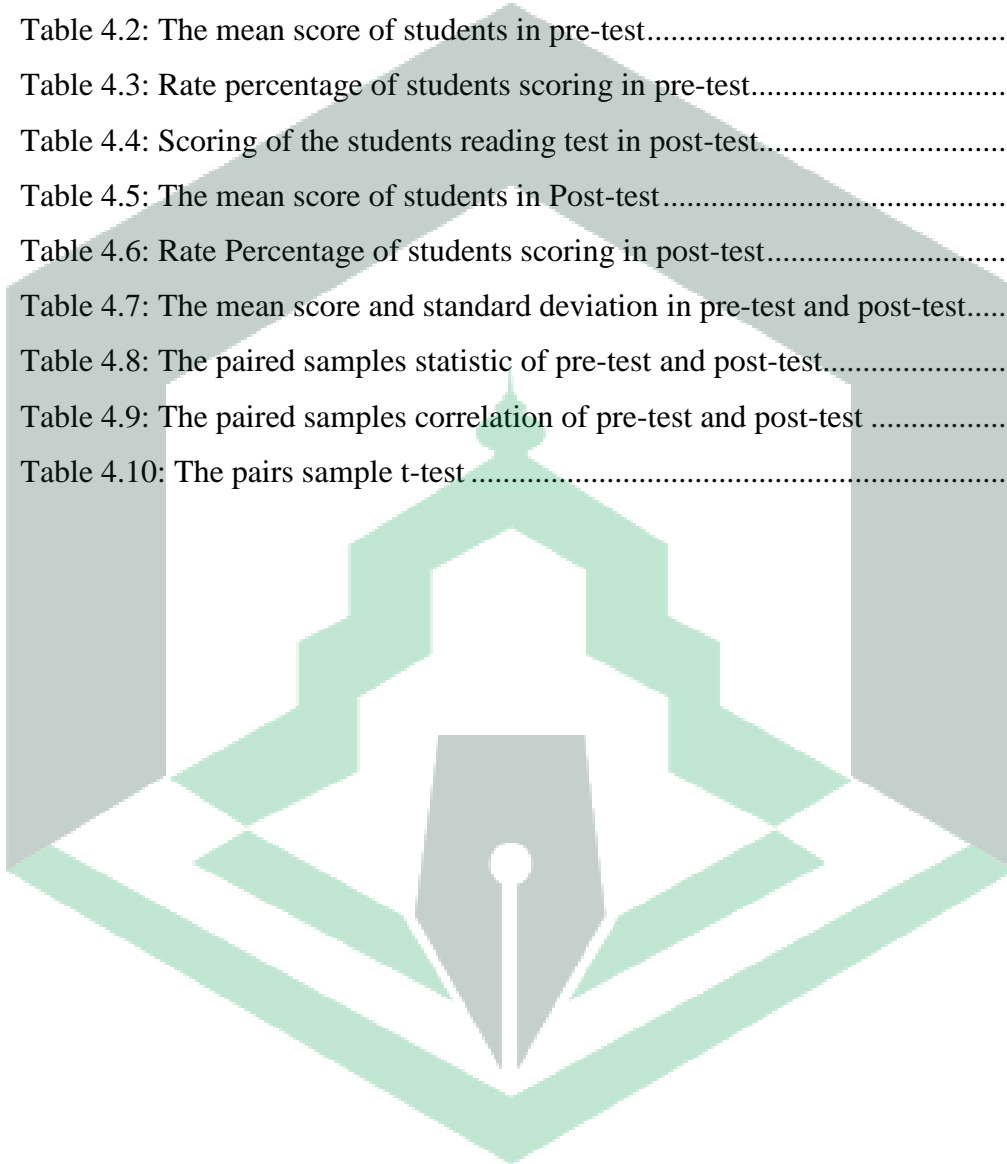 Table 4.2: The mean score of students in pre-test............................................
Table 4.3: Rate percentage of students scoring in pre-test...............................
Table 4.4: Scoring of the students reading test in post-test..............................
Table 4.5: The mean score of students in Post-test..........................................
Table 4.6: Rate Percentage of students scoring in post-test.............................
Table 4.7: The mean score and standard deviation in pre-test and post-test.....
Table 4.8: The paired samples statistic of pre-test and post-test......................
Table 4.9: The paired samples correlation of pre-test and post-test ................
Table 4.10: The pairs sample t-test .................................................................